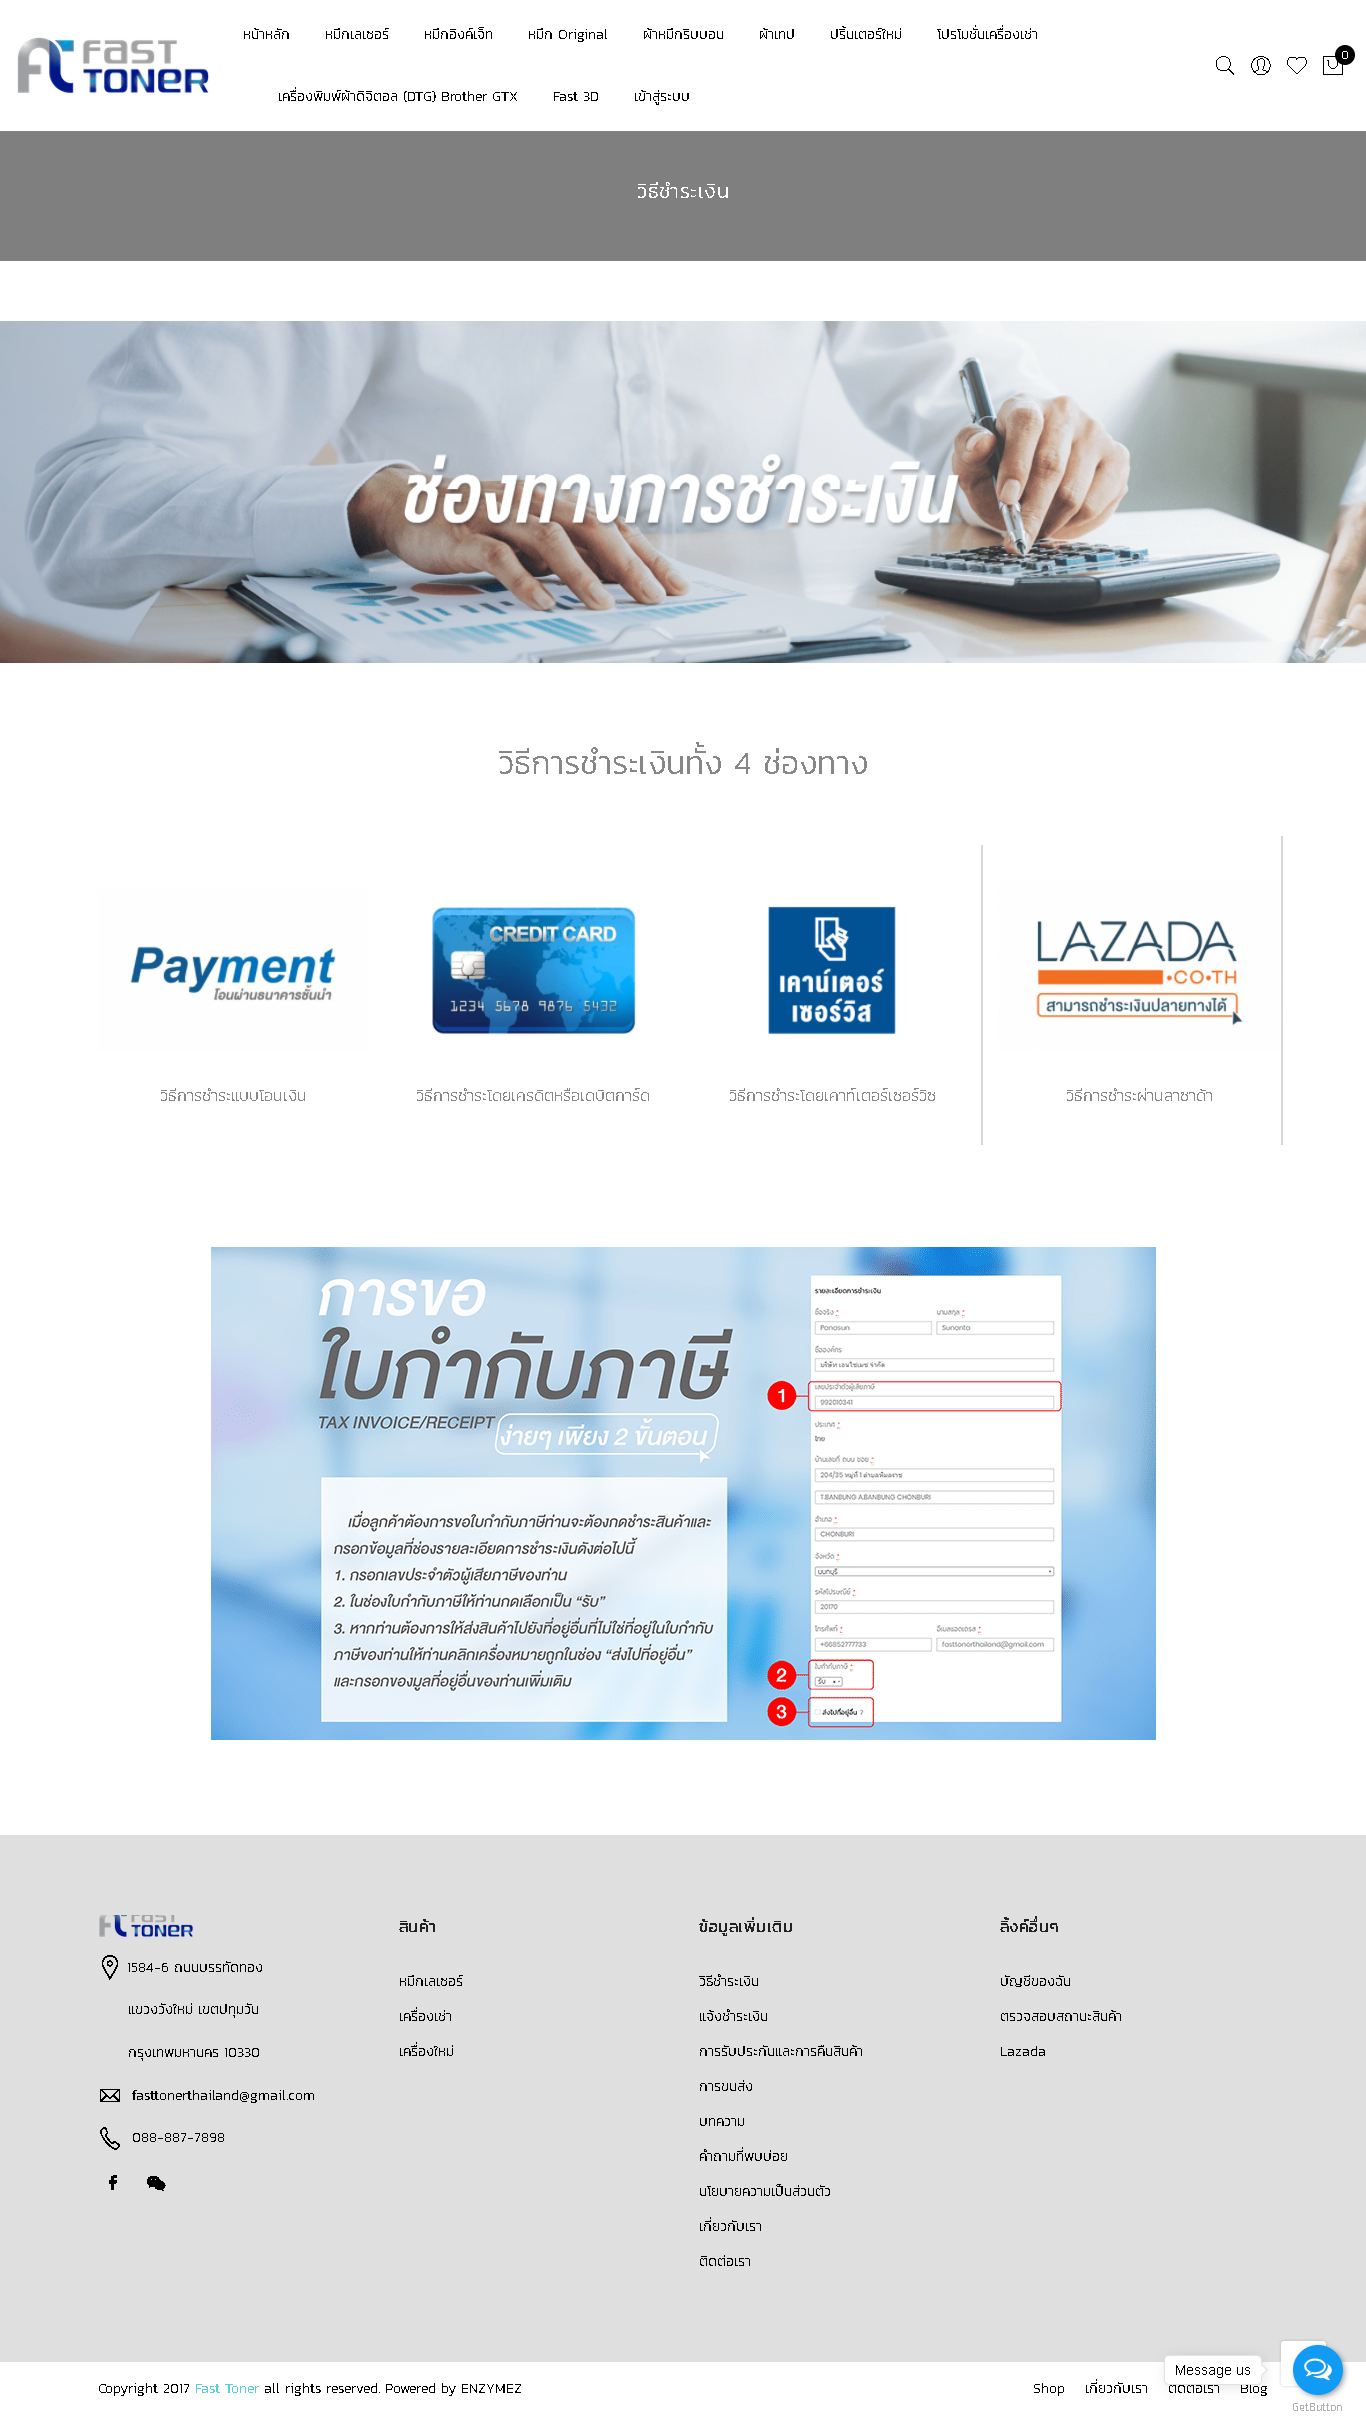 FAST
TONER
หน้าหลัก หมึกเลเซอร์ หมึกอิงค์เจ็ท หมึก Original ผ้าหมึกริบบอน ผ้าเทป ปริ้นเตอร์ใหม่ โปรโมชั่นเครื่องเช่า
เครื่องพิมพ์ผ้าดิจิตอล (DTG) Brother GTX Fast 3D เข้าสู่ระบบ
0
วิธีชำระเงิน
ช่องทางการชำระเงิน
วิธีการชำระเงินทั้ง 4 ช่องทาง
Payment
โอนผ่านธนาคารชั้นนำ
CREDIT CARD
1234 5678 9876 5432
เคาน์เตอร์
เซอร์วิส
LAZADA
.CO.TH
สามารถชำระเงินปลายทางได้
วิธีการชำระแบบโอนเงิน
วิธีการชำระโดยเครดิตหรือเดบิตการ์ด
วิธีการชำระโดยเคาท์เตอร์เซอร์วิช
วิธีการชำระผ่านลาซาด้า
การขอ
ใบกำกับภาษี
TAX INVOICE/RECEIPT
ง่ายๆ เพียง 2 ขั้นตอน
เมื่อลูกค้าต้องการขอใบกำกับภาษีท่านจะต้องกดชำระสินค้าและ
กรอกข้อมูลที่ช่องรายละเอียดการชำระเงินดังต่อไปนี้
1. กรอกเลขประจำตัวผู้เสียภาษีของท่าน
2. ในช่องใบกำกับภาษีให้ท่านกดเลือกเป็น “รับ”
3. หากท่านต้องการให้ส่งสินค้าไปยังที่อยู่อื่นที่ไม่ใช่ที่อยู่ในใบกำกับ
ภาษีของท่านให้ท่านคลิกเครื่องหมายถูกในช่อง “ส่งไปที่อยู่อื่น”
และกรอกของมูลที่อยู่อื่นของท่านเพิ่มเติม
รายละเอียดการชำระเงิน
ชื่อจริง * นามสกุล *
Panasun Sunanta
ชื่อองค์กร
บริษัท เอนไซเมซ จำกัด
1
เลขประจำตัวผู้เสียภาษี
992010341
ประเทศ *
ไทย
บ้านเลขที่ ถนน ซอย *
204/35 หมู่ที่ 1 ตำบลพิมลราช
T.BANBUNG A.BANBUNG CHONBURI
อำเภอ *
CHONBURI
จังหวัด *
นนทบุรี
รหัสไปรษณีย์ *
20170
โทรศัพท์ * อีเมลแอดเดรส *
+66852777733 fasttonerthailand@gmail.com
2
ใบกำกับภาษี *
รับ
3
ส่งไปที่อยู่อื่น ?
FAST
TONER
1584-6 ถนนบรรทัดทอง
แขวงวังใหม่ เขตปทุมวัน
กรุงเทพมหานคร 10330
fasttonerthailand@gmail.com
088-887-7898
สินค้า
หมึกเลเซอร์
เครื่องเช่า
เครื่องใหม่
ข้อมูลเพิ่มเติม
วิธีชำระเงิน
แจ้งชำระเงิน
การรับประกันและการคืนสินค้า
การขนส่ง
บทความ
คำถามที่พบบ่อย
นโยบายความเป็นส่วนตัว
เกี่ยวกับเรา
ติดต่อเรา
ลิ้งค์อื่นๆ
บัญชีของฉัน
ตรวจสอบสถานะสินค้า
Lazada
Copyright 2017 Fast Toner all rights reserved. Powered by ENZYMEZ
Shop เกี่ยวกับเรา ติดต่อเรา Blog
Message us
GetButton